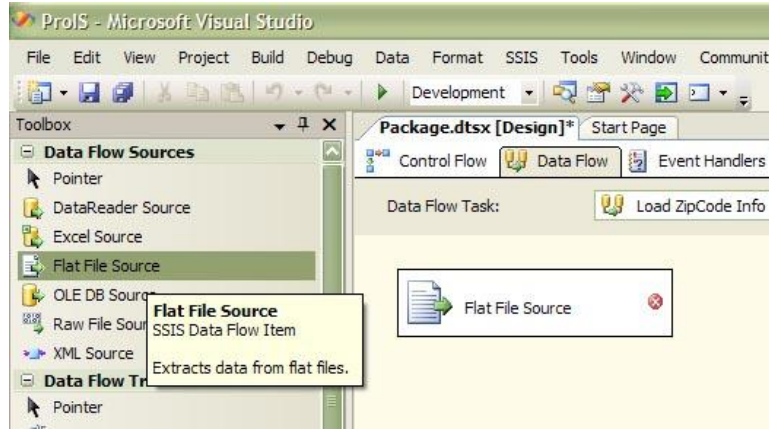 ProIS - Microsoft Visual Studio
File Edit View Project Build Debug Data Format SSIS Tools Window Communit
Development
Toolbox
Package.dtsx [Design]* Start Page
Data Flow Sources
Control Flow Data Flow Event Handlers
Pointer
DataReader Source
Data Flow Task: Load ZipCode Info
Excel Source
Flat File Source
OLE DB Source
Flat File Source
Flat File Source
SSIS Data Flow Item
Raw File Sour
XML Source
Extracts data from flat files.
Data Flow Tr
Pointer